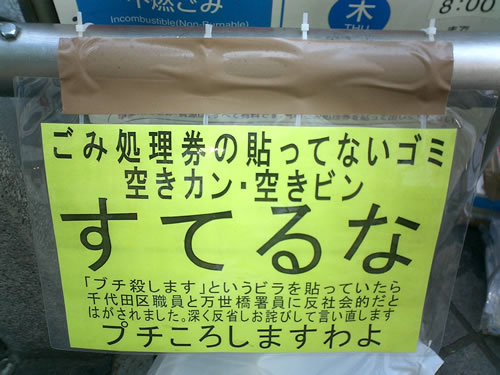 不燃ごみ
Incombustible(Non-Burnable)
木
THU
8:00
ごみ処理券の貼ってないゴミ
空きカン・空きビン
すてるな
「ブチ殺します」というビラを貼っていたら
千代田区職員と万世橋署員に反社会的だと
はがされました。深く反省しお詫びして言い直します
プチころしますわよ